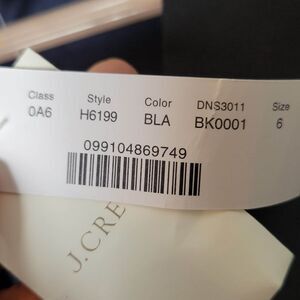 Class Style Color DNS3011 Size
0A6 H6199 BLA BK0001 6
099104869749
J.CRE